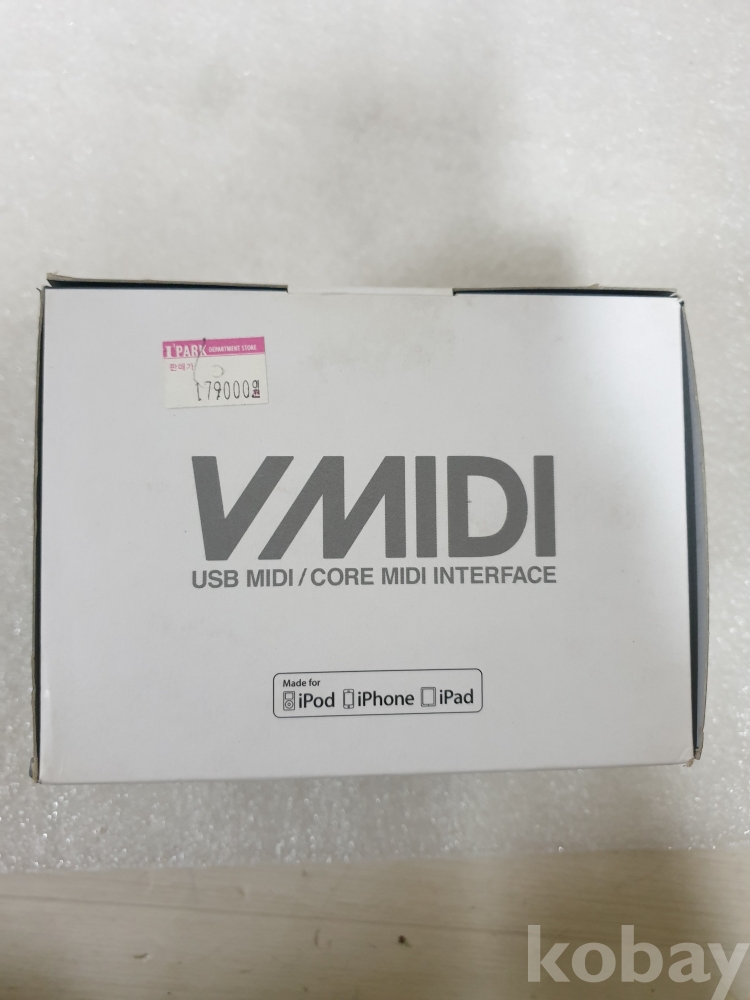 I'PARK DEPARTMENT STORE
판매가
179000원
VMIDI
USB MIDI / CORE MIDI INTERFACE
Made for
iPod iPhone iPad
kobay